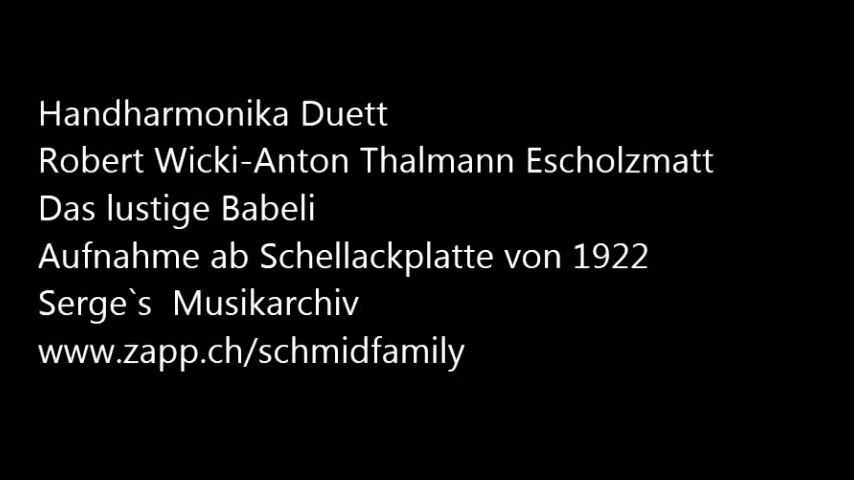 Handharmonika Duett
Robert Wicki-Anton Thalmann Escholzmatt
Das lustige Babeli
Aufnahme ab Schellackplatte von 1922
Serge`s  Musikarchiv
www.zapp.ch/schmidfamily